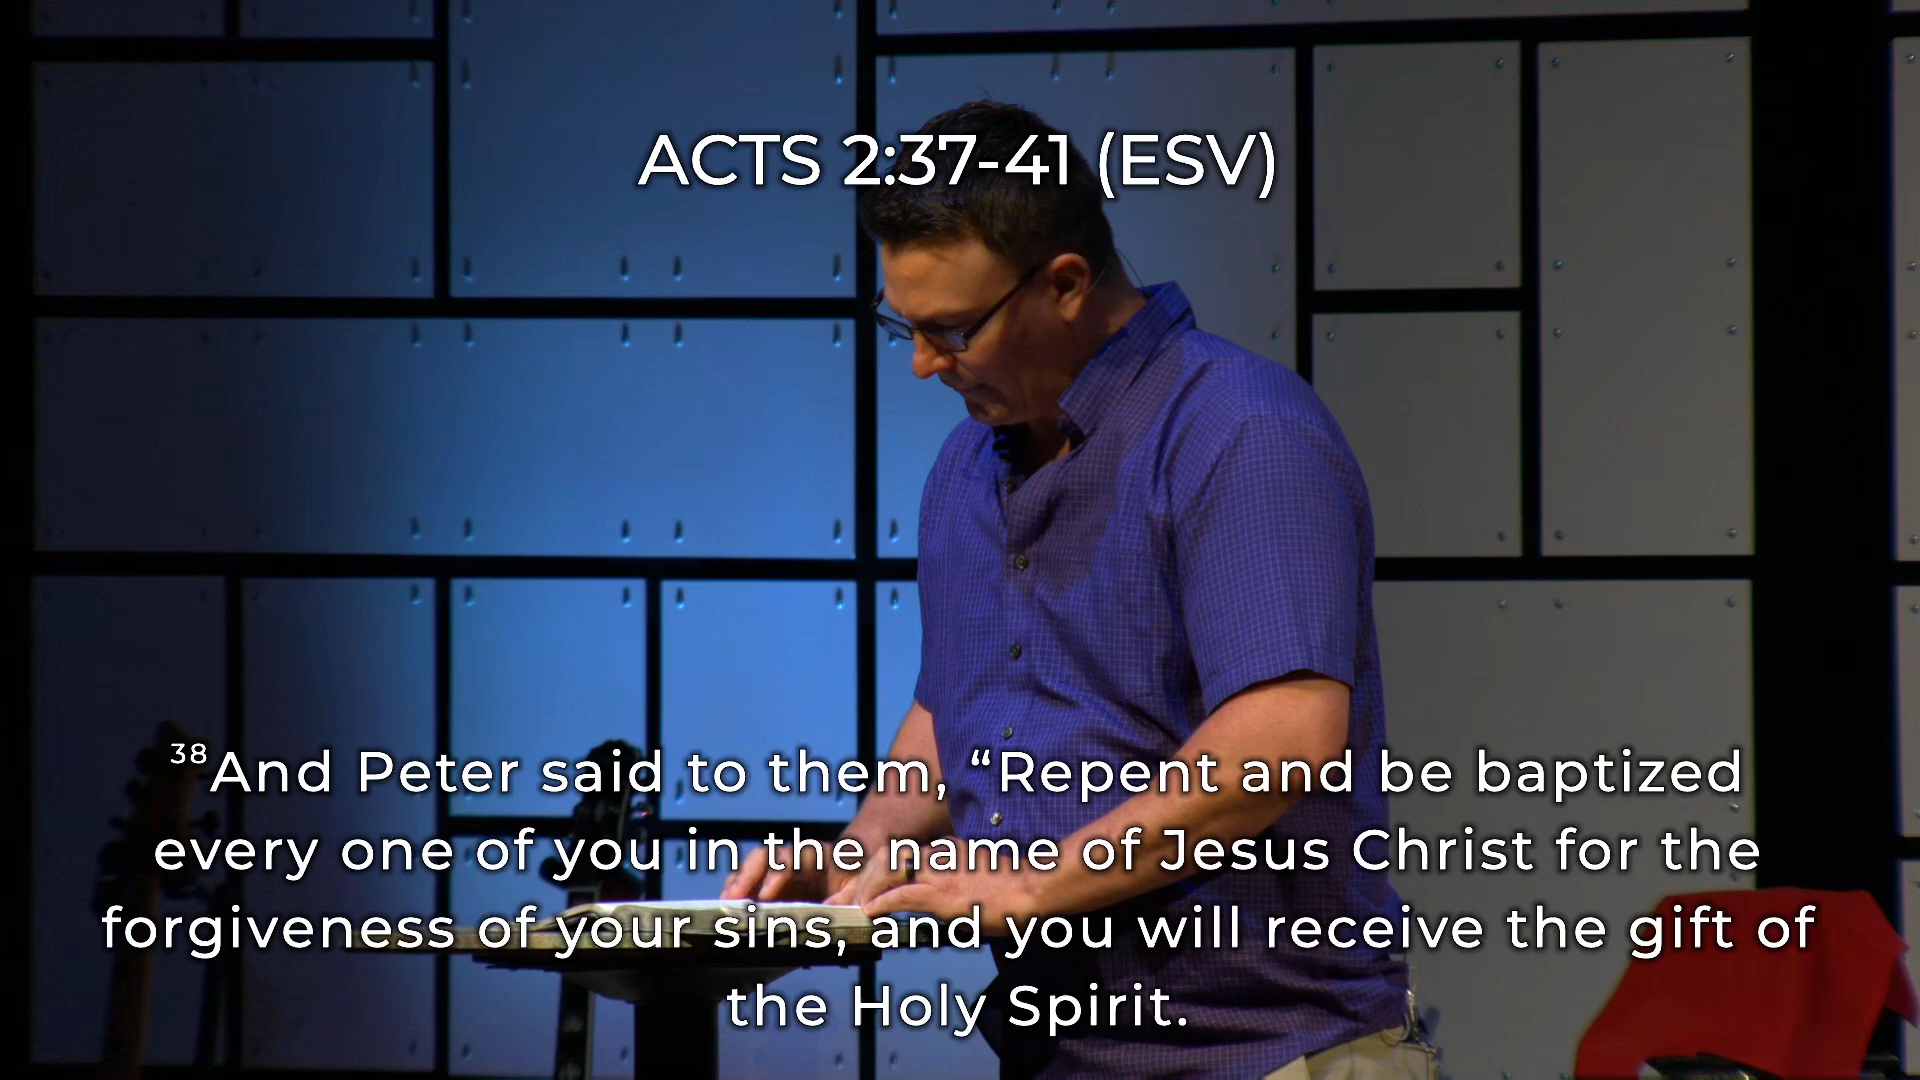 ACTS 2:37-41 (ESV)
38And Peter said to them, “Repent and be baptized
every one of you in the name of Jesus Christ for the
forgiveness of your sins, and you will receive the gift of
the Holy Spirit.